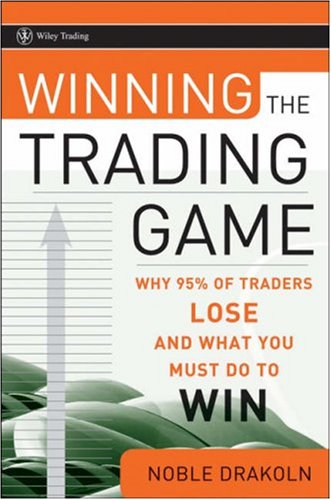 Wiley Trading
WINNING THE
TRADING
GAME
WHY 95% OF TRADERS
LOSE
AND WHAT YOU
MUST DO TO
WIN
NOBLE DRAKOLN